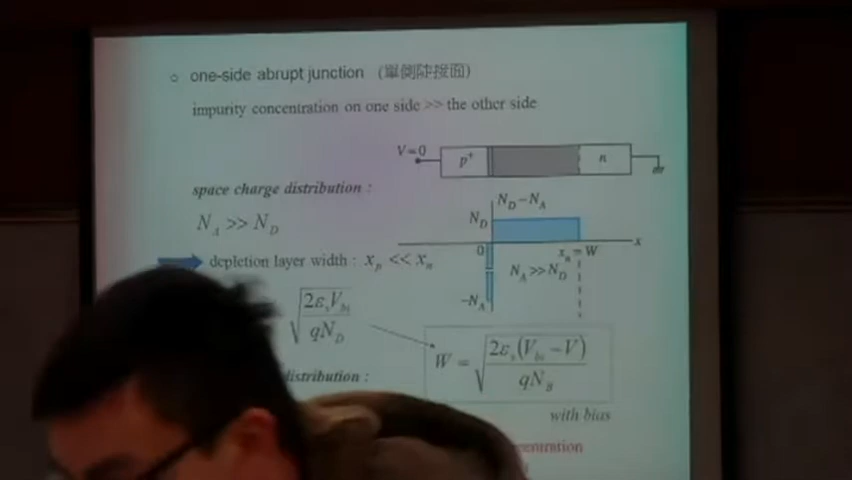 one-side abrupt junction (單側陡接面)
impurity concentration on one side >> the other side
V=0
p⁺
n
space charge distribution :
N_D − N_A
N_A >> N_D
N_D
x
0
x_n = W
depletion layer width : x_p << x_n
N_A >> N_D
−N_A
√(2ε_s V_bi / qN_D)
W = √(2ε_s (V_bi − V) / qN_B)
distribution :
with bias